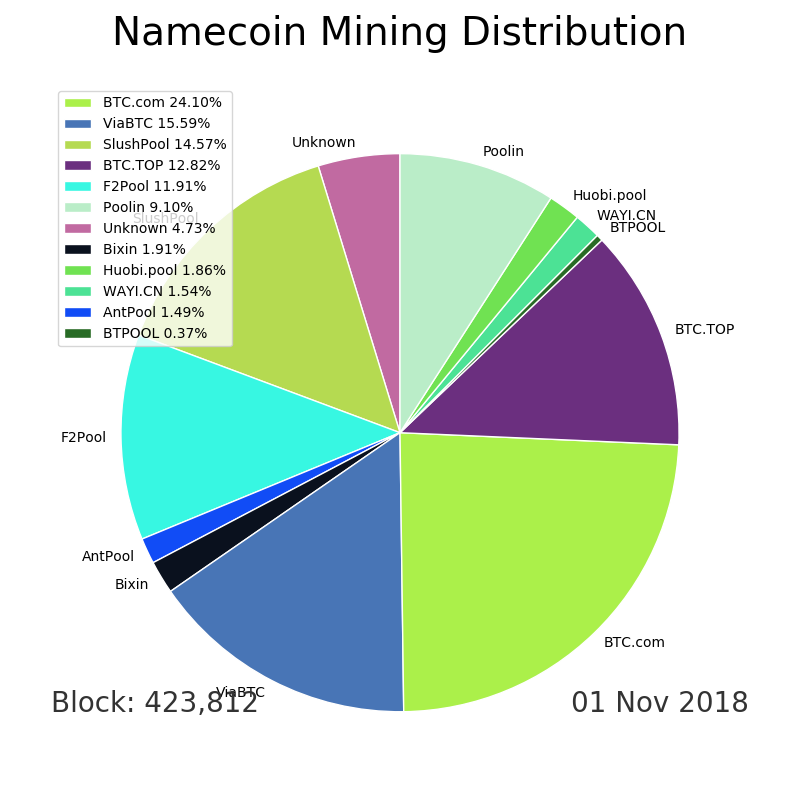 Namecoin Mining Distribution
BTC.com 24.10%
ViaBTC 15.59%
SlushPool 14.57%
BTC.TOP 12.82%
F2Pool 11.91%
Poolin 9.10%
Unknown 4.73%
Bixin 1.91%
Huobi.pool 1.86%
WAYI.CN 1.54%
AntPool 1.49%
BTPOOL 0.37%
Unknown
Poolin
Huobi.pool
WAYI.CN
BTPOOL
SlushPool
BTC.TOP
F2Pool
AntPool
Bixin
BTC.com
ViaBTC
Block: 423,812
01 Nov 2018